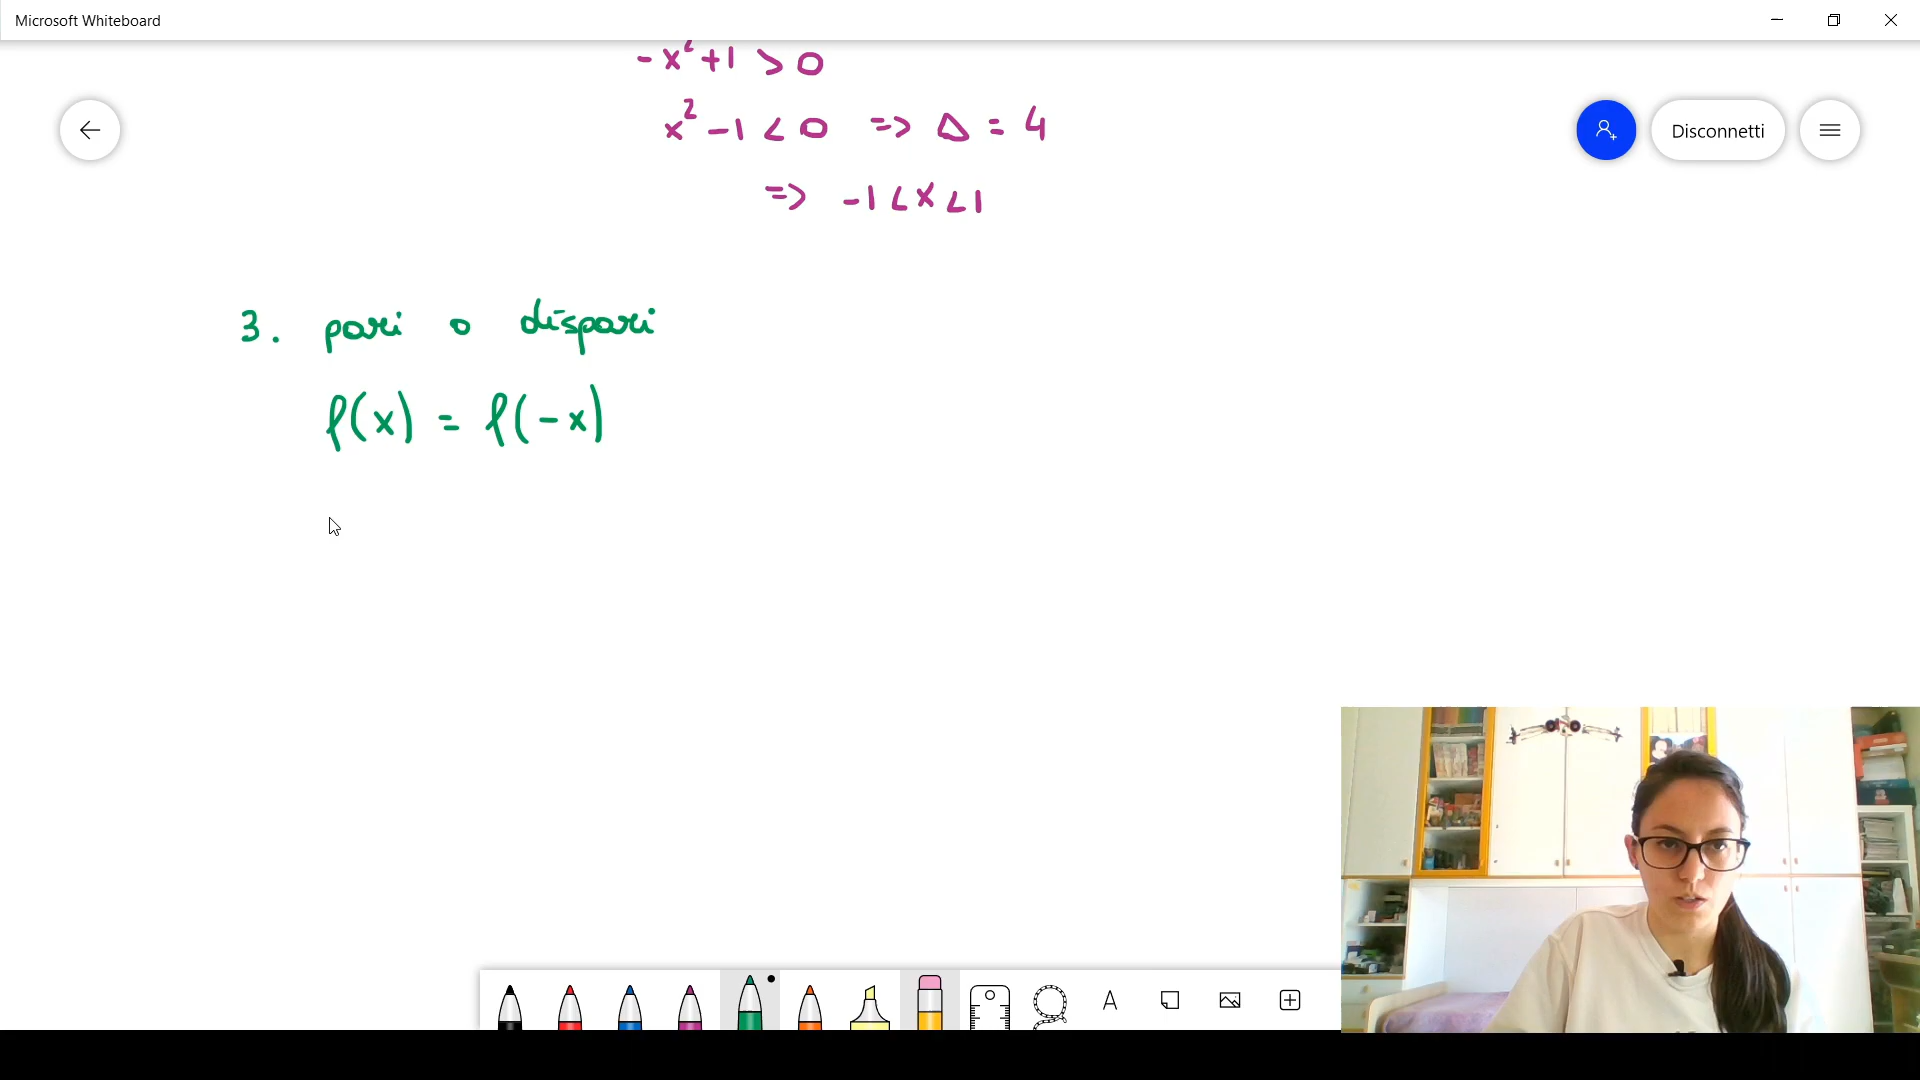 Microsoft Whiteboard
-x²+1 > 0
x² -1 < 0 => Δ = 4
=> -1 < x < 1
Disconnetti
3. pari o dispari
f(x) = f(-x)